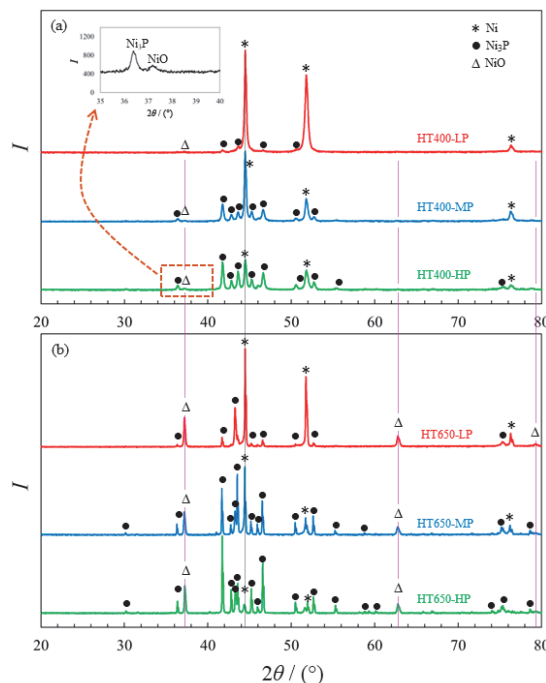 (a)
* Ni
● Ni₃P
Δ NiO
I
1200
800
400
0
Ni₃P
NiO
35 36 37 38 39 40
2θ / (°)
HT400-LP
HT400-MP
HT400-HP
I
20 30 40 50 60 70 80
(b)
HT650-LP
HT650-MP
HT650-HP
I
20 30 40 50 60 70 80
2θ / (°)